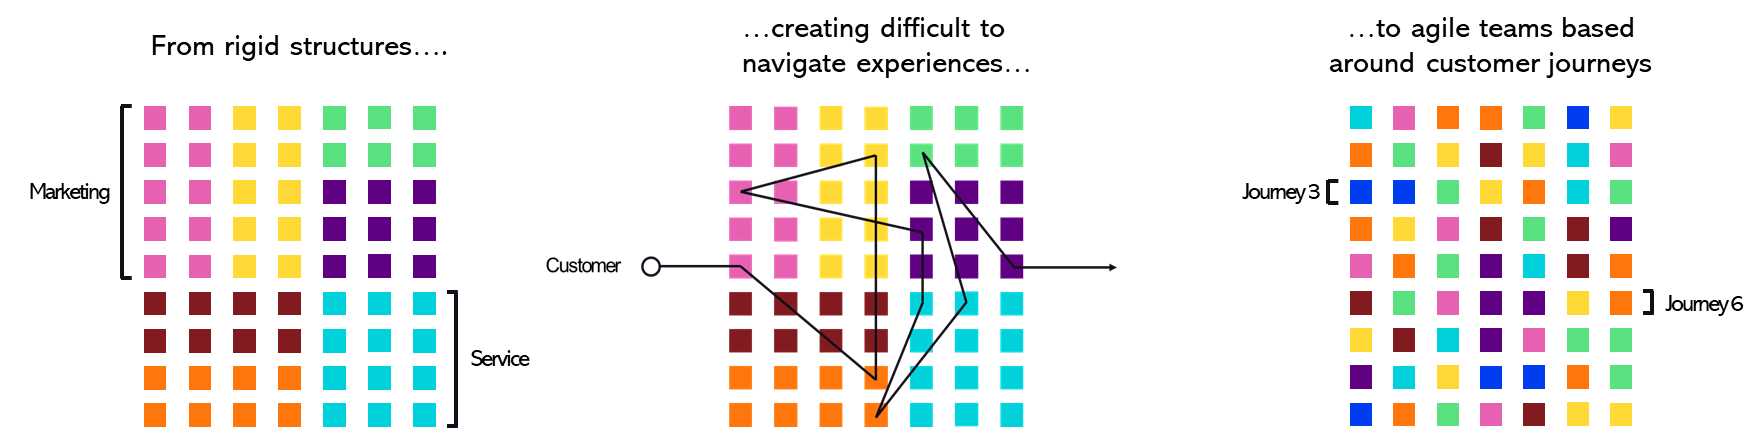 From rigid structures....
Marketing
Service
...creating difficult to
navigate experiences...
Customer
...to agile teams based
around customer journeys
Journey 3
Journey 6